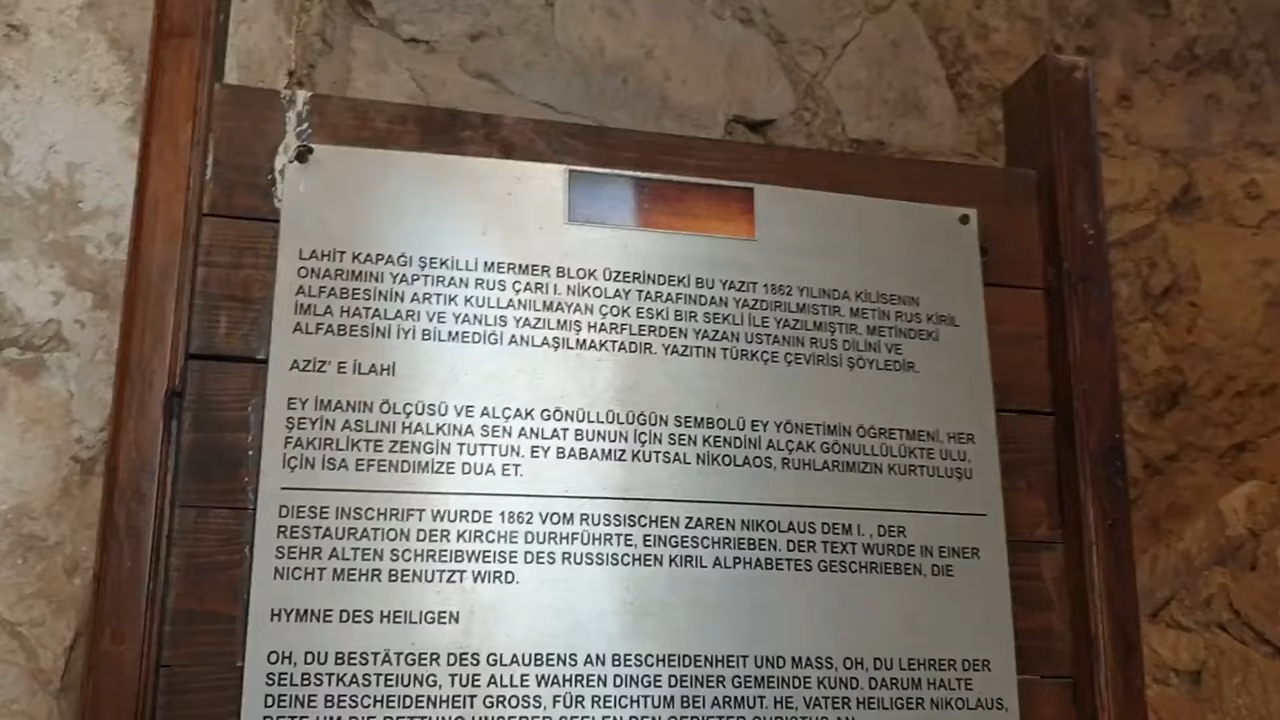 LAHİT KAPAĞI ŞEKİLLİ MERMER BLOK ÜZERİNDEKİ BU YAZIT 1862 YILINDA KİLİSENİN
ONARIMINI YAPTIRAN RUS ÇARI I. NİKOLAY TARAFINDAN YAZDIRILMISTIR. METİN RUS KİRİL
ALFABESİNİN ARTIK KULLANILMAYAN ÇOK ESKİ BIR SEKLİ İLE YAZILMIŞTIR. METİNDEKİ
İMLA HATALARI VE YANLIS YAZILMIŞ HARFLERDEN YAZAN USTANIN RUS DİLİNİ VE
ALFABESİNİ İYİ BİLMEDİĞİ ANLAŞILMAKTADIR. YAZITIN TÜRKÇE ÇEVİRİSİ ŞÖYLEDİR.
AZİZ' E İLAHİ
EY İMANIN ÖLÇÜSÜ VE ALÇAK GÖNÜLLÜLÜĞÜN SEMBOLÜ EY YÖNETİMİN ÖĞRETMENİ, HER
ŞEYİN ASLINI HALKINA SEN ANLAT BUNUN İÇİN SEN KENDİNİ ALÇAK GÖNÜLLÜLÜKTE ULU,
FAKIRLİKTE ZENGİN TUTTUN. EY BABAMIZ KUTSAL NİKOLAOS, RUHLARIMIZIN KURTULUŞU
İÇİN İSA EFENDIMİZE DUA ET.
DIESE INSCHRIFT WURDE 1862 VOM RUSSISCHEN ZAREN NIKOLAUS DEM I. , DER
RESTAURATION DER KIRCHE DURHFÜHRTE, EINGESCHRIEBEN. DER TEXT WURDE IN EINER
SEHR ALTEN SCHREIBWEISE DES RUSSISCHEN KIRIL ALPHABETES GESCHRIEBEN, DIE
NICHT MEHR BENUTZT WIRD.
HYMNE DES HEILIGEN
OH, DU BESTÄTGER DES GLAUBENS AN BESCHEIDENHEIT UND MASS, OH, DU LEHRER DER
SELBSTKASTEIUNG, TUE ALLE WAHREN DINGE DEINER GEMEINDE KUND. DARUM HALTE
DEINE BESCHEIDENHEIT GROSS, FÜR REICHTUM BEI ARMUT. HE, VATER HEILIGER NIKOLAUS,